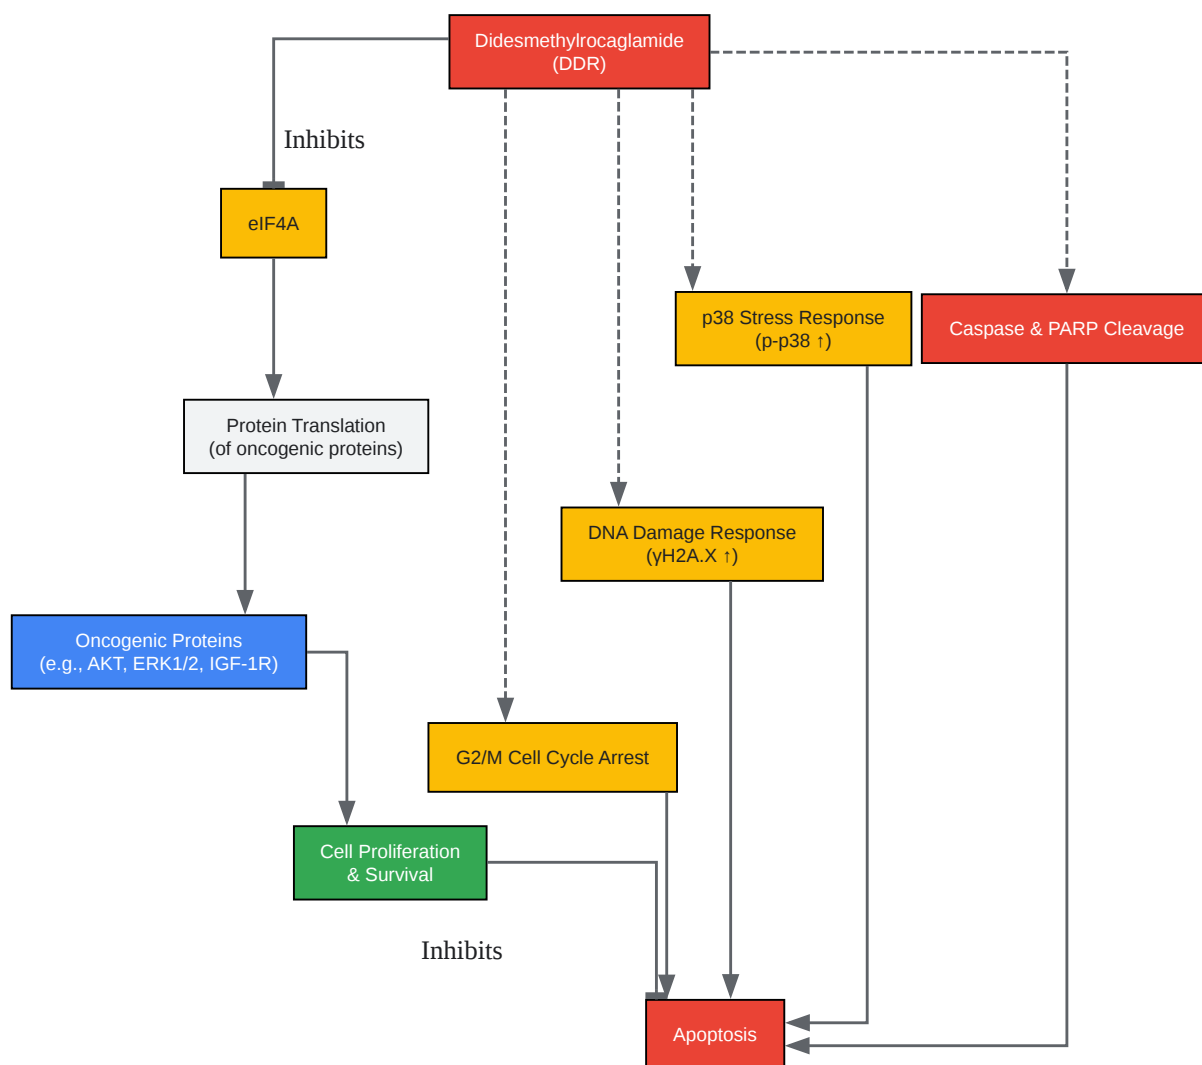 Didesmethylrocaglamide
(DDR)
Inhibits
eIF4A
p38 Stress Response
(p-p38 ↑)
Caspase & PARP Cleavage
Protein Translation
(of oncogenic proteins)
DNA Damage Response
(γH2A.X ↑)
Oncogenic Proteins
(e.g., AKT, ERK1/2, IGF-1R)
G2/M Cell Cycle Arrest
Cell Proliferation
& Survival
Inhibits
Apoptosis